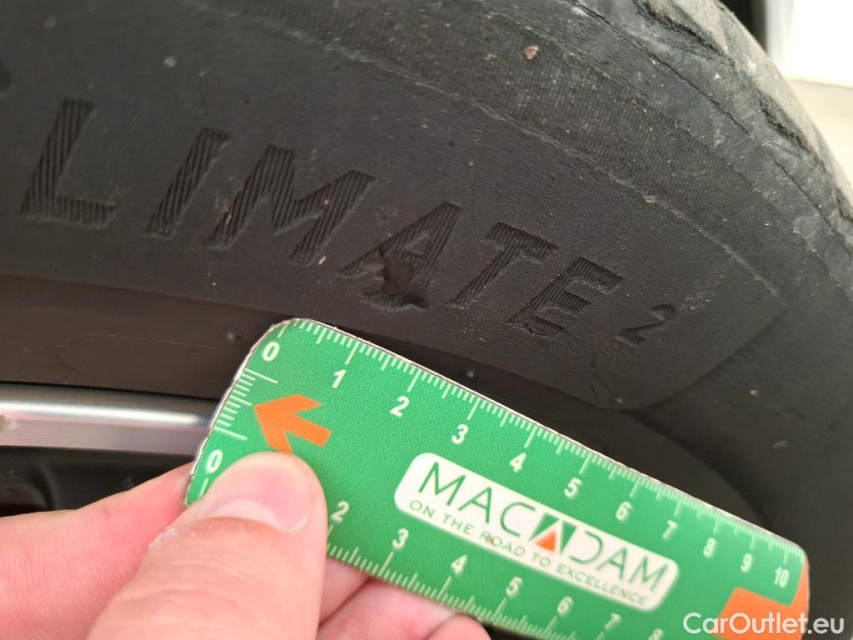 LIMATE 2
0 1 2 3 4 5 6 7 8 9 10
0
2 3 4 5 6 7 8
MACADAM
ON THE ROAD TO EXCELLENCE
CarOutlet.eu